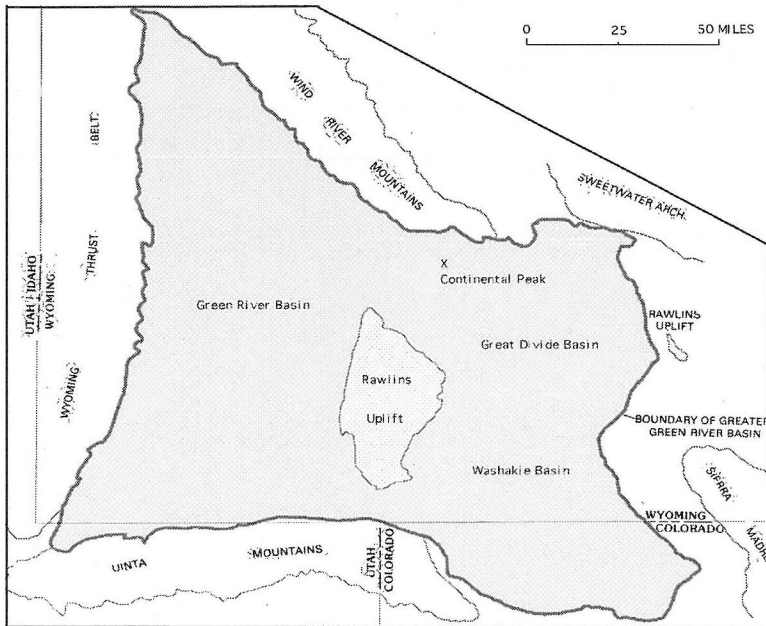 0 25 50 MILES
WIND
RIVER
MOUNTAINS
SWEETWATER ARCH
BELT
THRUST
WYOMING
UTAH IDAHO
WYOMING
X
Continental Peak
Green River Basin
Great Divide Basin
RAWLINS
UPLIFT
Rawlins
Uplift
BOUNDARY OF GREATER
GREEN RIVER BASIN
Washakie Basin
SIERRA
MADRE
WYOMING
COLORADO
UINTA
MOUNTAINS
UTAH
COLORADO